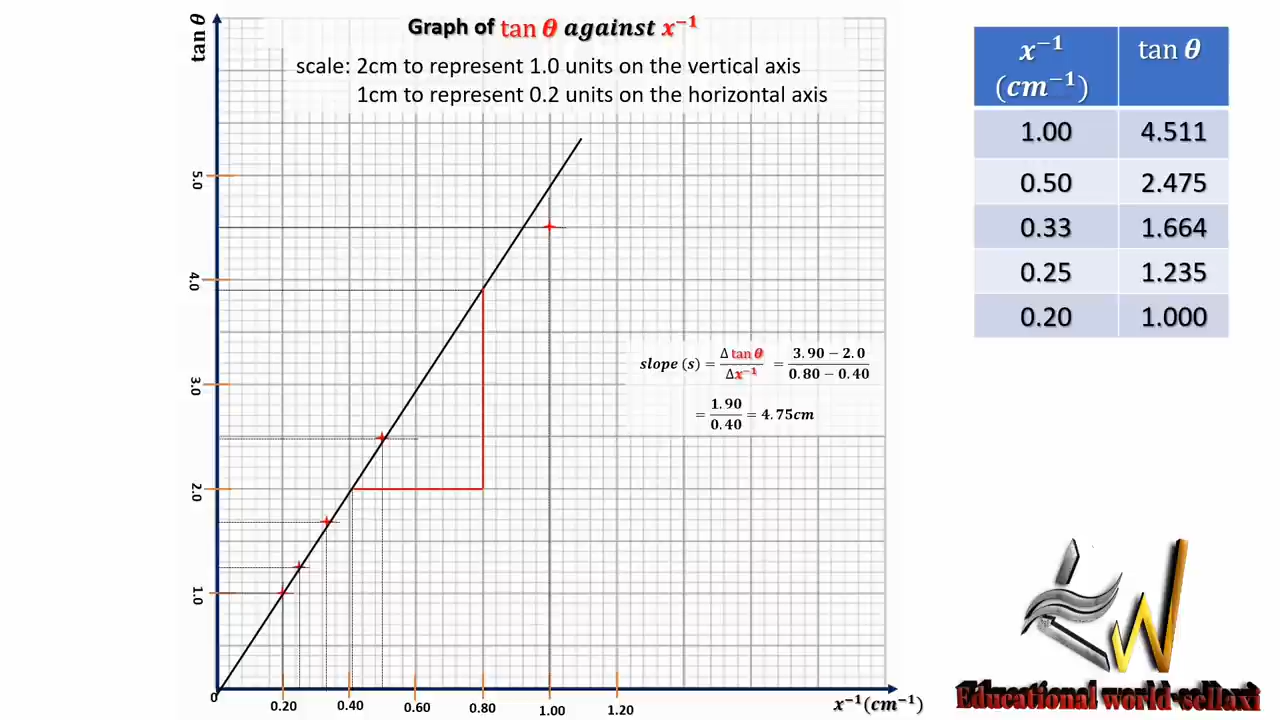 Graph of tan θ against x⁻¹
scale: 2cm to represent 1.0 units on the vertical axis
1cm to represent 0.2 units on the horizontal axis
tan θ
5.0
4.0
3.0
2.0
1.0
0
0.20
0.40
0.60
0.80
1.00
1.20
x⁻¹(cm⁻¹)
slope (s) = Δ tan θ / Δx⁻¹ = 3.90 − 2.0 / 0.80 − 0.40
= 1.90 / 0.40 = 4.75cm
x⁻¹ (cm⁻¹) tan θ
1.00 4.511
0.50 2.475
0.33 1.664
0.25 1.235
0.20 1.000
Educational world-sellaxi